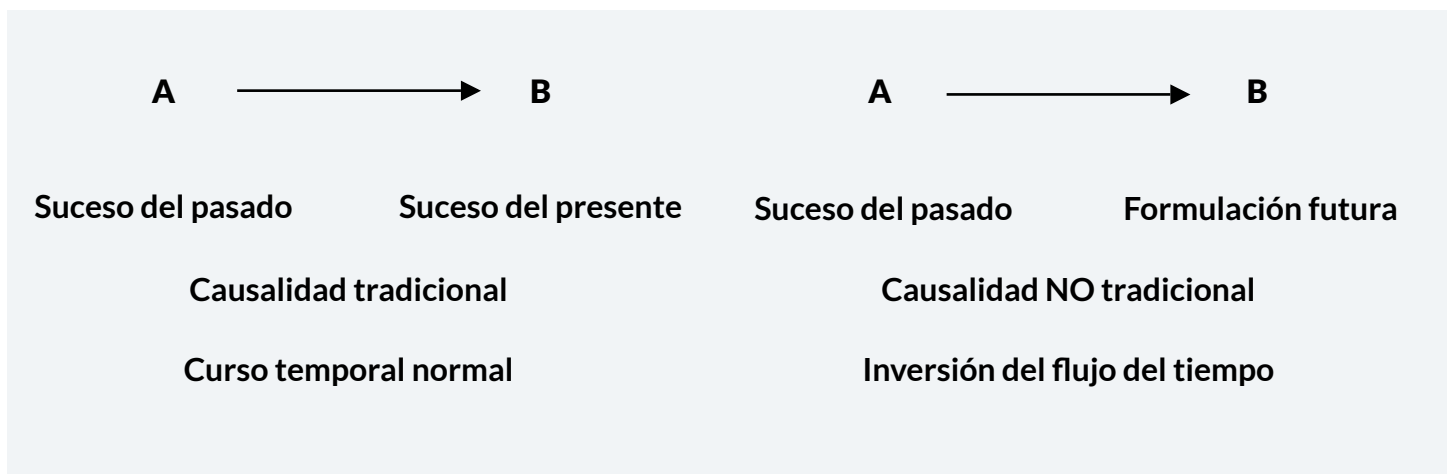 A B A B
Suceso del pasado Suceso del presente Suceso del pasado Formulación futura
Causalidad tradicional Causalidad NO tradicional
Curso temporal normal Inversión del flujo del tiempo